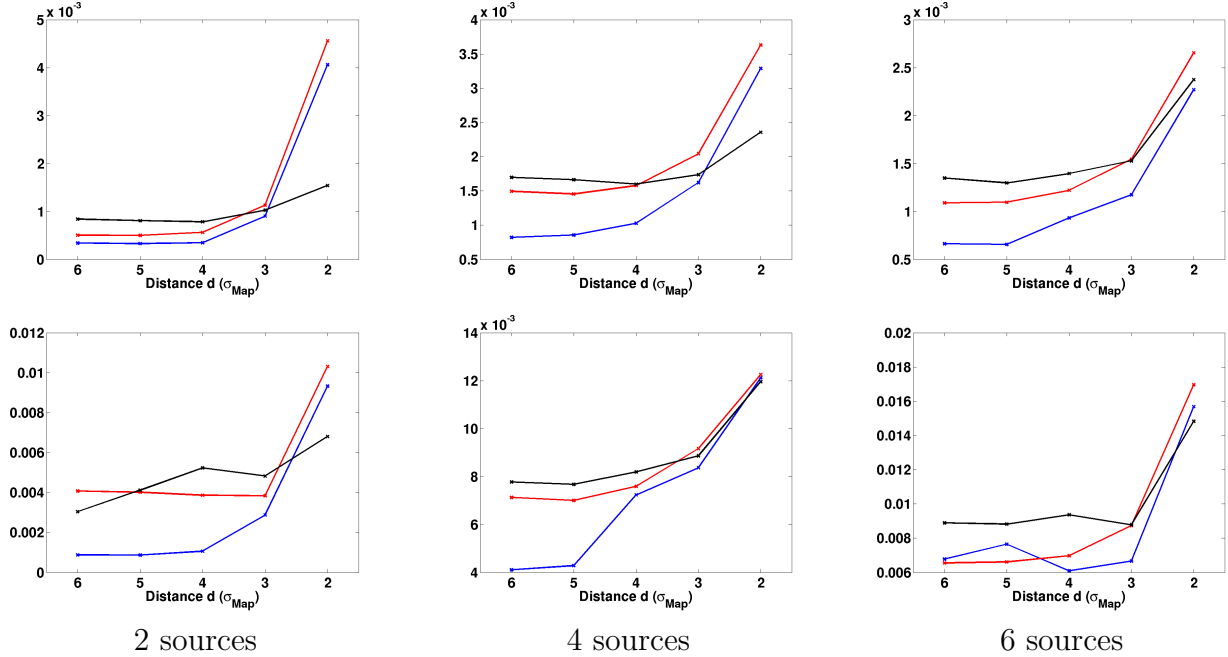 5 x 10⁻³
4
3
2
1
0
6 5 4 3 2
Distance d (σMap)
4 x 10⁻³
3.5
3
2.5
2
1.5
1
0.5
6 5 4 3 2
Distance d (σMap)
3 x 10⁻³
2.5
2
1.5
1
0.5
6 5 4 3 2
Distance d (σMap)
0.012
0.01
0.008
0.006
0.004
0.002
0
6 5 4 3 2
Distance d (σMap)
14 x 10⁻³
12
10
8
6
4
6 5 4 3 2
Distance d (σMap)
0.02
0.018
0.016
0.014
0.012
0.01
0.008
0.006
6 5 4 3 2
Distance d (σMap)
2 sources
4 sources
6 sources